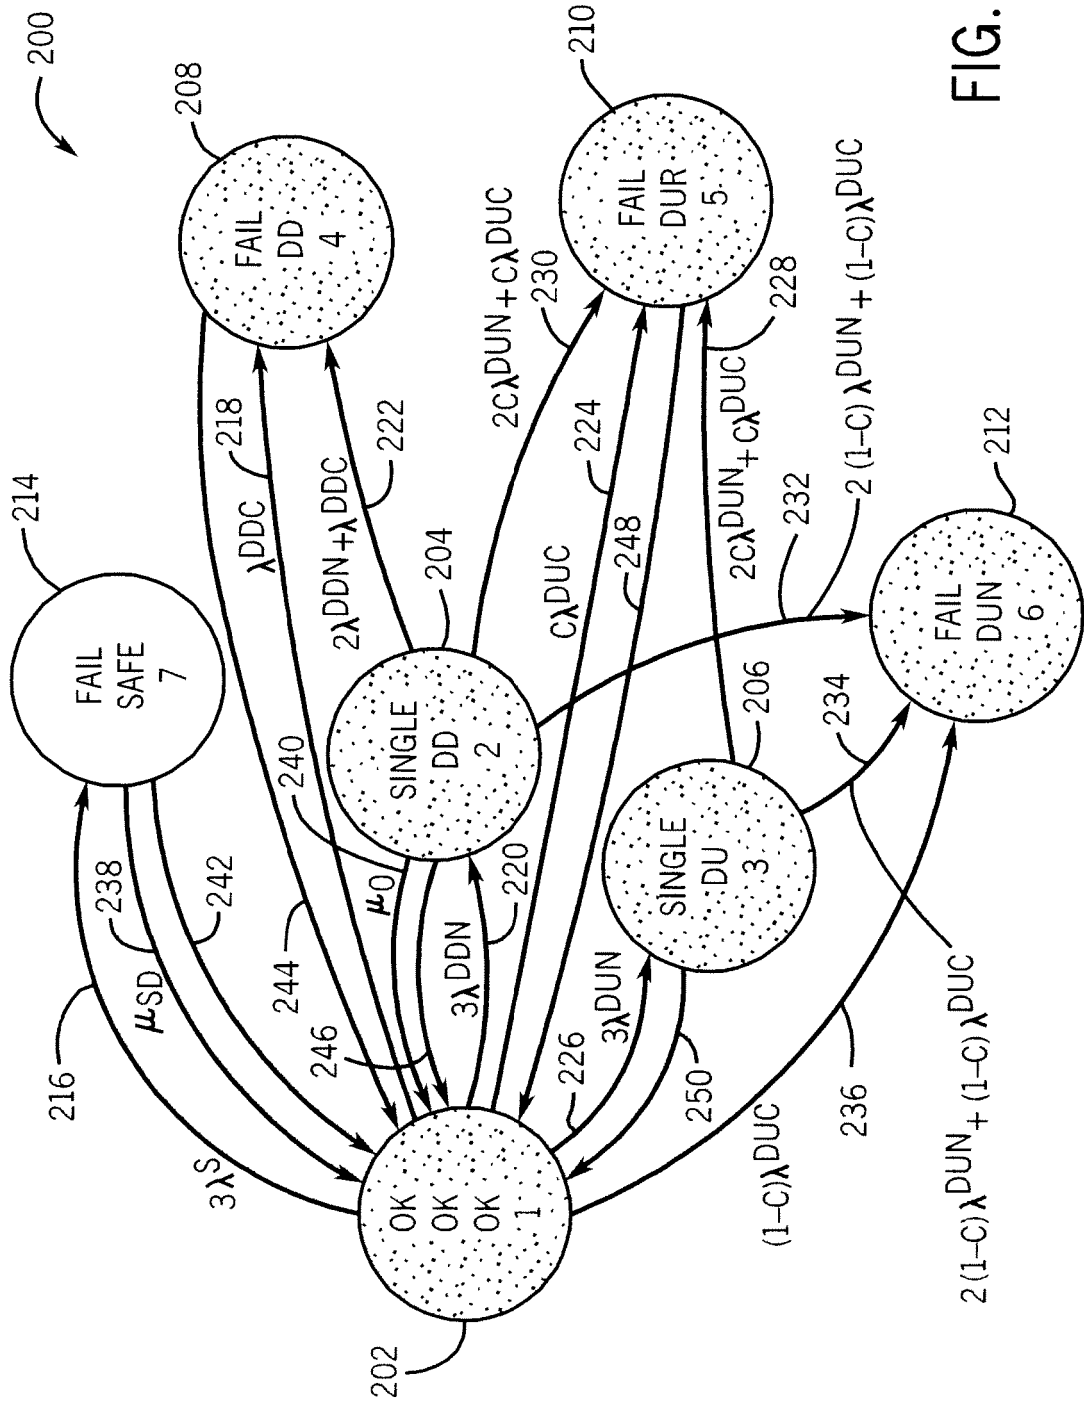 200
214
FAIL
SAFE
7
208
FAIL
DD
4
216
3λS
238
μSD
242
244
240
λDDC
218
2λDDN+λDDC
222
246
μO
3λDDN
220
SINGLE
DD
2
204
202
OK
OK
OK
1
2Cλ DUN+CλDUC
230
210
FAIL
DUR
5
CλDUC
224
248
226
3λDUN
SINGLE
DU
3
206
250
2CλDUN+CλDUC
228
(1–C)λDUC
236
234
232
2 (1–C) λDUN+ (1–C)λDUC
FAIL
DUN
6
212
2 (1–C) λDUN+ (1–C) λDUC
FIG.